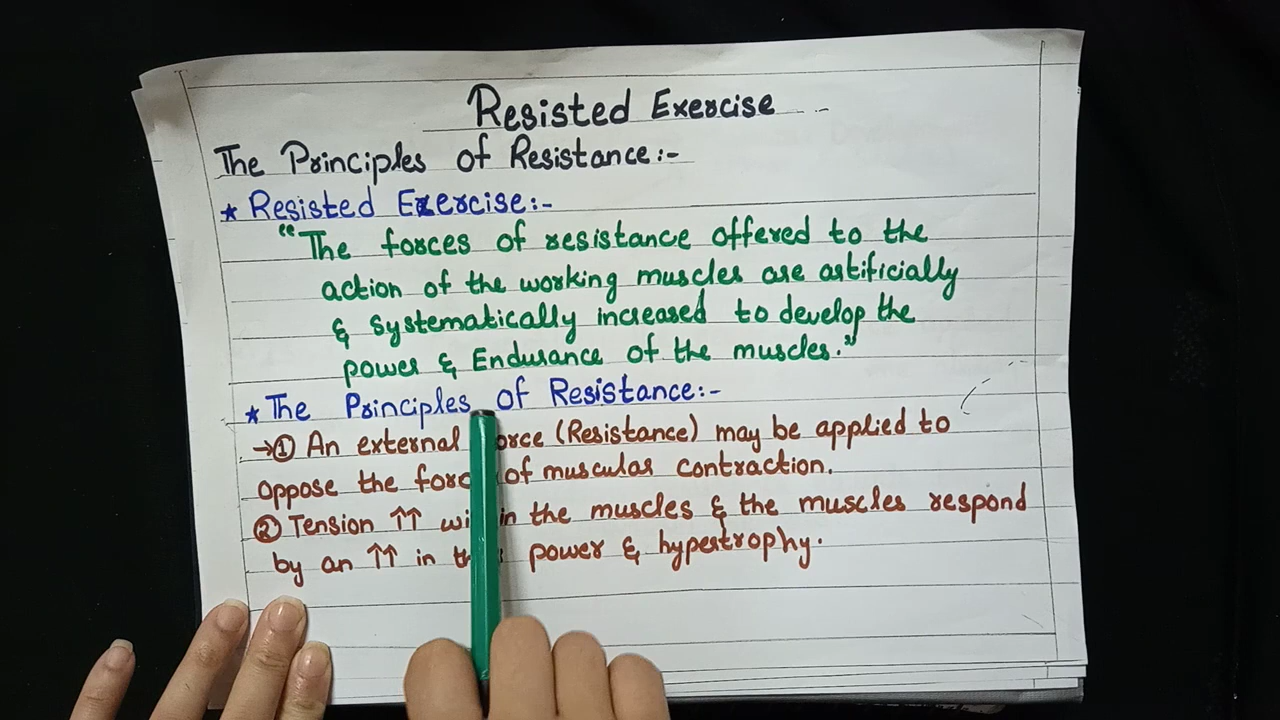 Resisted Exercise
The Principles of Resistance:-
* Resisted Exercise:-
"The forces of resistance offered to the
action of the working muscles are artificially
& Systematically increased to develop the
power & Endurance of the muscles."
* The Principles of Resistance:-
→① An external orce (Resistance) may be applied to
oppose the forc of muscular contraction.
② Tension ↑↑ wi in the muscles & the muscles respond
by an ↑↑ in power & hypertrophy.